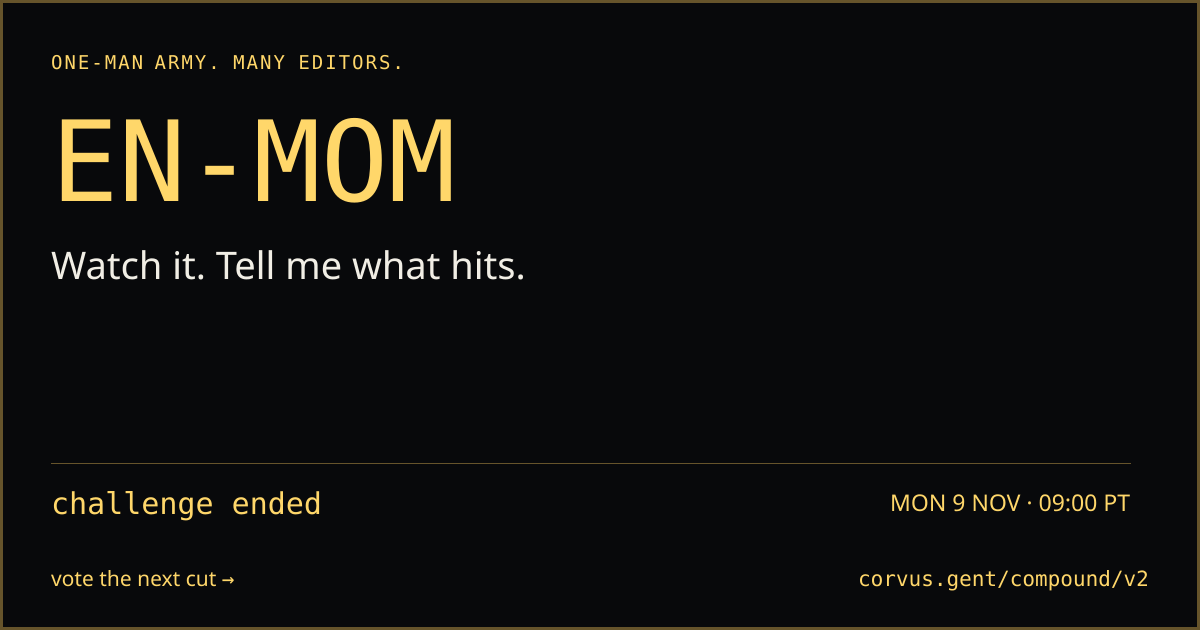 ONE-MAN ARMY. MANY EDITORS.
EN-MOM
Watch it. Tell me what hits.
challenge ended
MON 9 NOV · 09:00 PT
vote the next cut →
corvus.gent/compound/v2